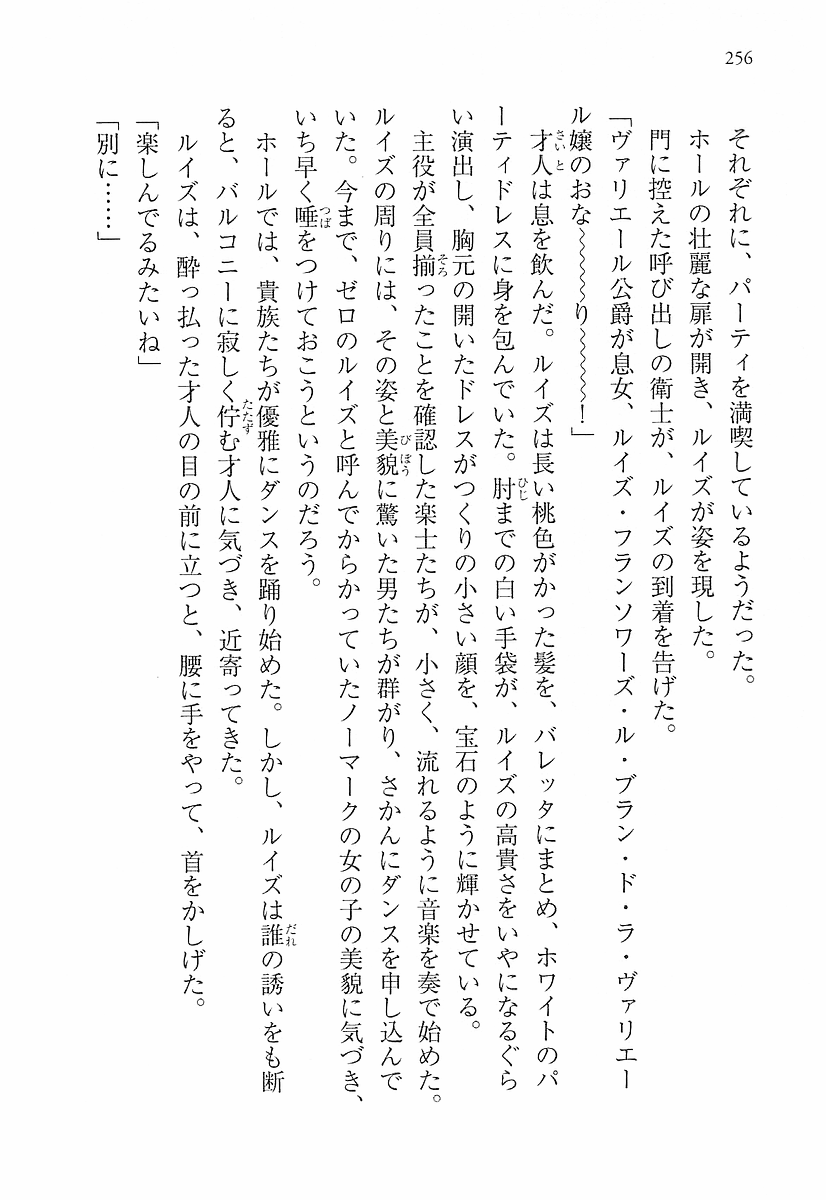 256
それぞれに、パーティを満喫しているようだった。
ホールの壮麗な扉が開き、ルイズが姿を現した。
門に控えた呼び出しの衛士が、ルイズの到着を告げた。
「ヴァリエール公爵が息女、ルイズ・フランソワーズ・ル・ブラン・ド・ラ・ヴァリエー
ル嬢のおな〜〜〜〜り〜〜〜〜！」
才人は息を飲んだ。ルイズは長い桃色がかった髪を、バレッタにまとめ、ホワイトのパ
ーティドレスに身を包んでいた。肘までの白い手袋が、ルイズの高貴さをいやになるぐら
い演出し、胸元の開いたドレスがつくりの小さい顔を、宝石のように輝かせている。
主役が全員揃ったことを確認した楽士たちが、小さく、流れるように音楽を奏で始めた。
ルイズの周りには、その姿と美貌に驚いた男たちが群がり、さかんにダンスを申し込んで
いた。今まで、ゼロのルイズと呼んでからかっていたノーマークの女の子の美貌に気づき、
いち早く唾をつけておこうというのだろう。
ホールでは、貴族たちが優雅にダンスを踊り始めた。しかし、ルイズは誰の誘いをも断
ると、バルコニーに寂しく佇む才人に気づき、近寄ってきた。
ルイズは、酔っ払った才人の目の前に立つと、腰に手をやって、首をかしげた。
「楽しんでるみたいね」
「別に……」